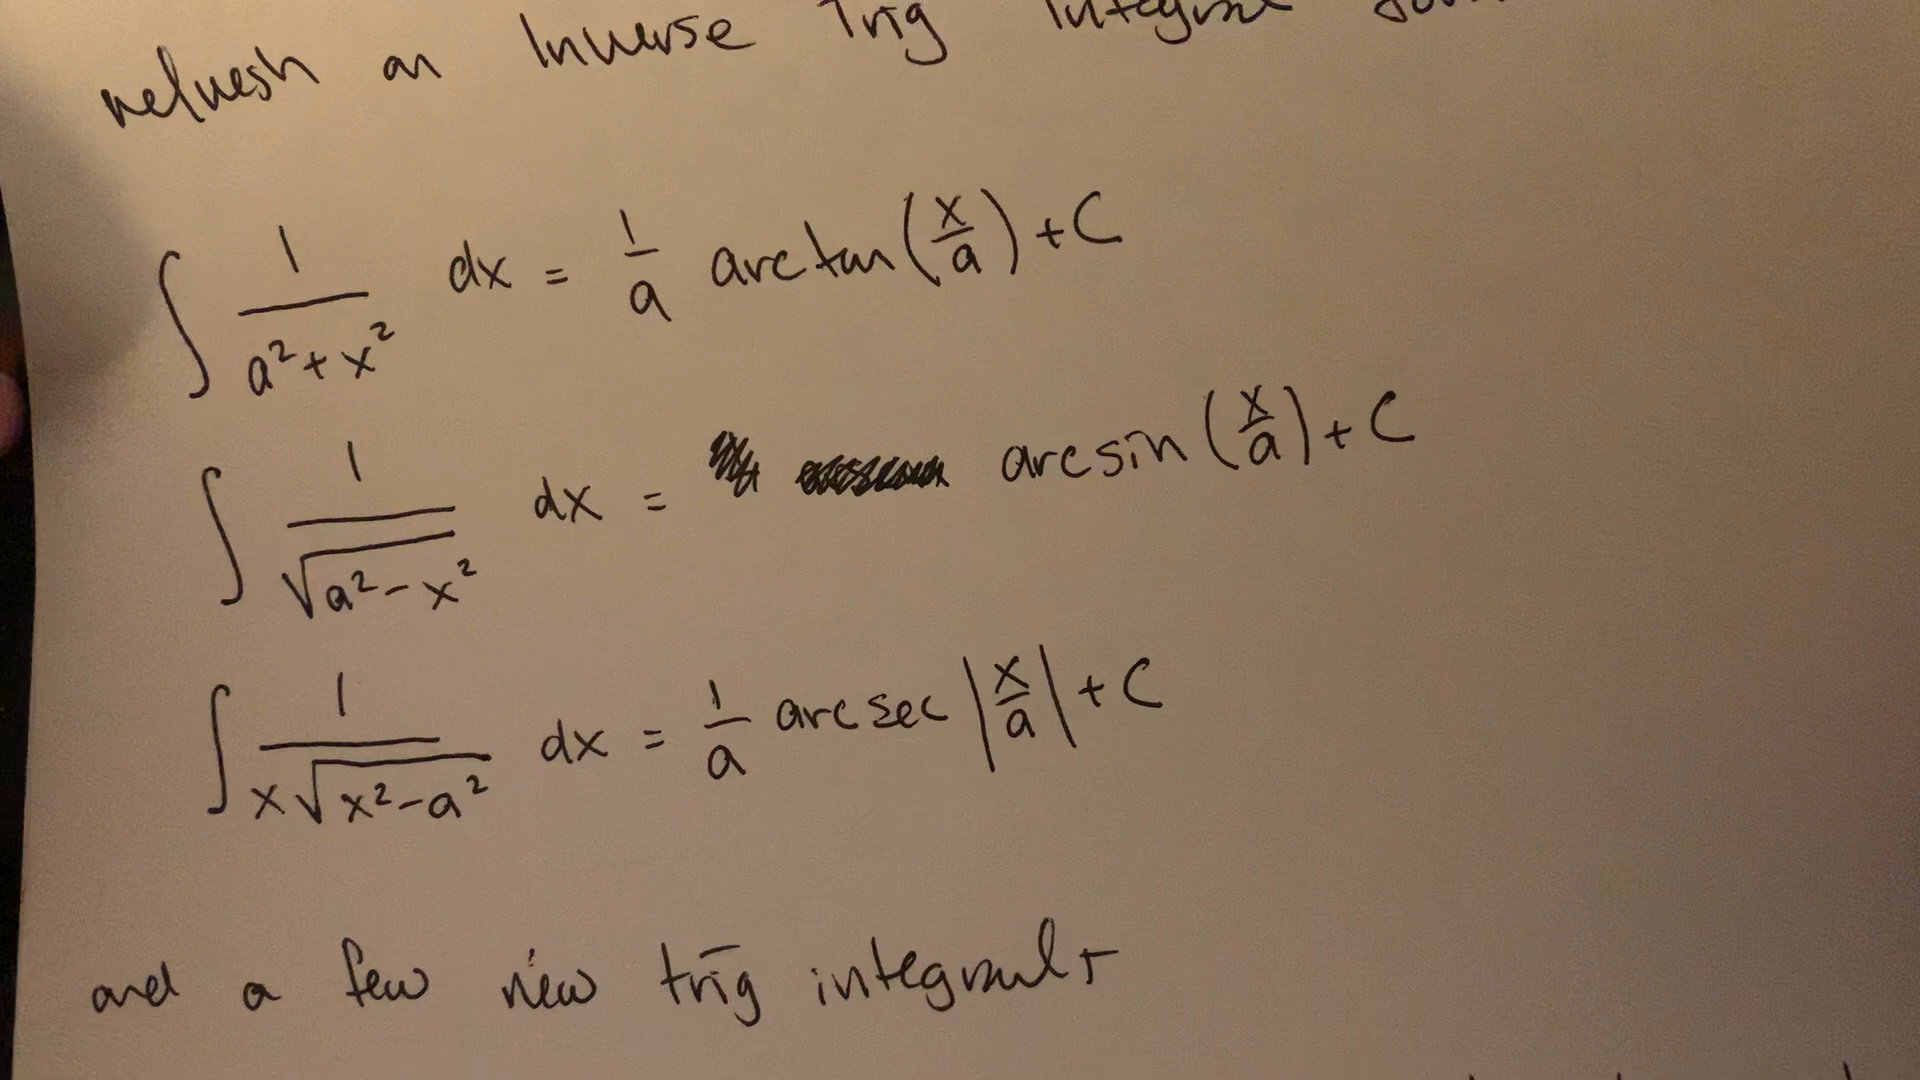 refresh on Inverse Trig Integral
∫ 1/(a²+x²) dx = 1/a arctan(x/a) + C
∫ 1/√(a²-x²) dx = arcsin(x/a) + C
∫ 1/(x√(x²-a²)) dx = 1/a arcsec|x/a| + C
and a few new trig integrals